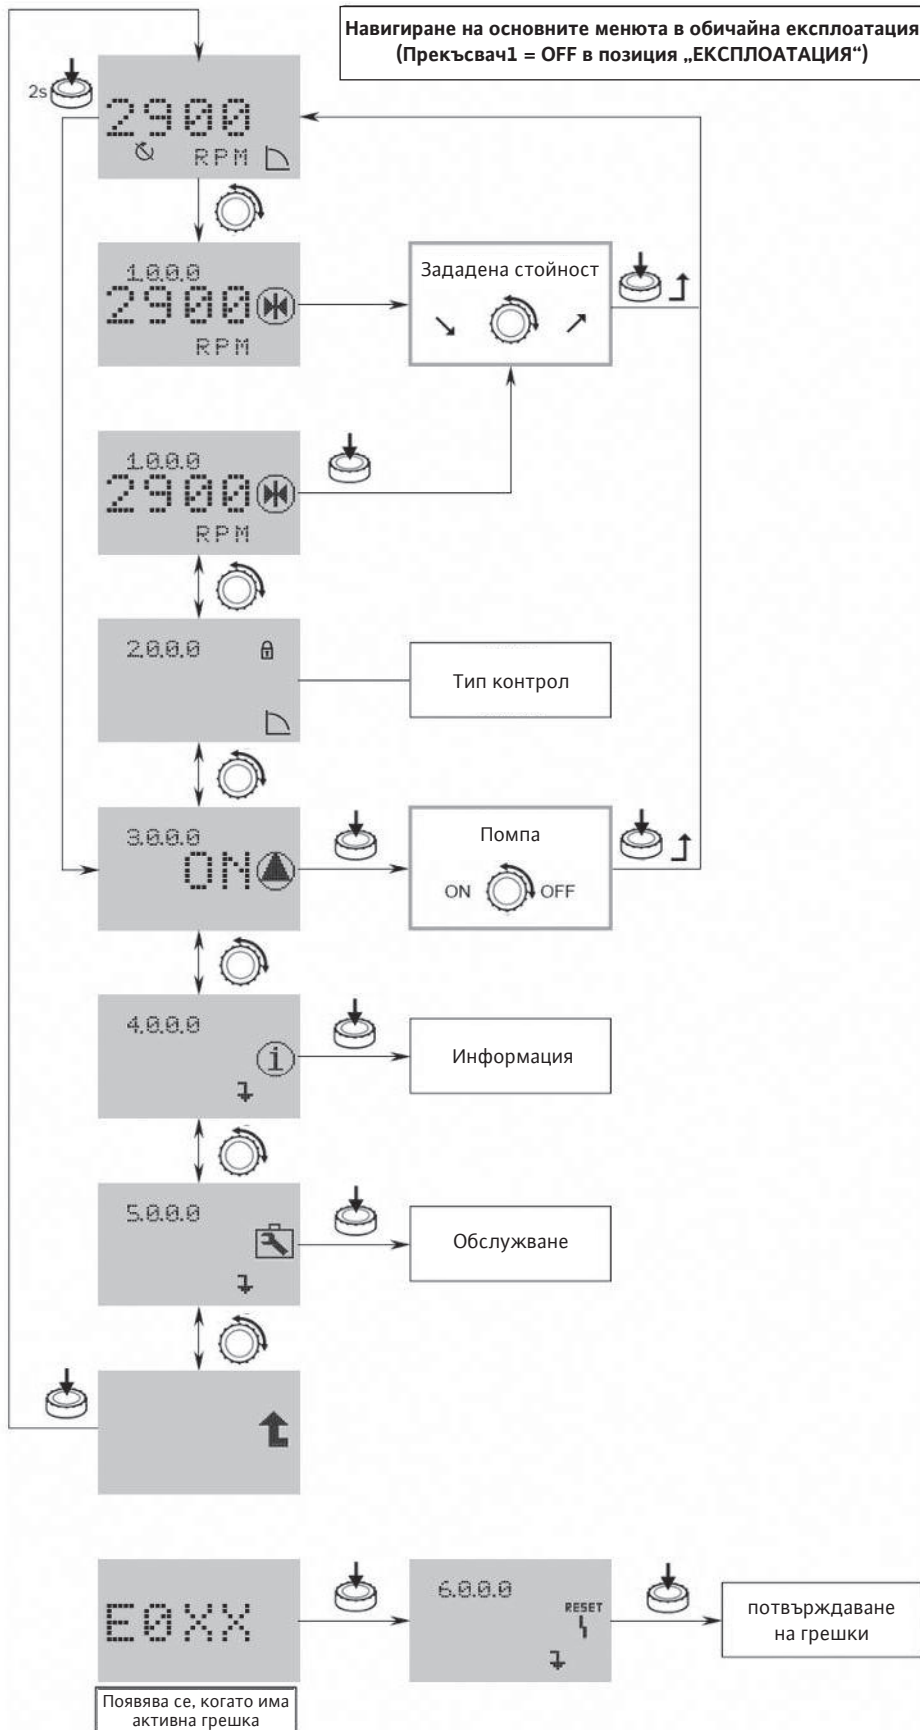 Навигиране на основните менюта в обичайна експлоатация
(Прекъсвач1 = OFF в позиция „ЕКСПЛОАТАЦИЯ“)
2s
2900
RPM
1.0.0.0
2900
RPM
Зададена стойност
1.0.0.0
2900
RPM
2.0.0.0
Тип контрол
3.0.0.0
ON
Помпа
ON OFF
4.0.0.0
i
Информация
5.0.0.0
Обслужване
E0XX
6.0.0.0
RESET
потвърждаване
на грешки
Появява се, когато има
активна грешка